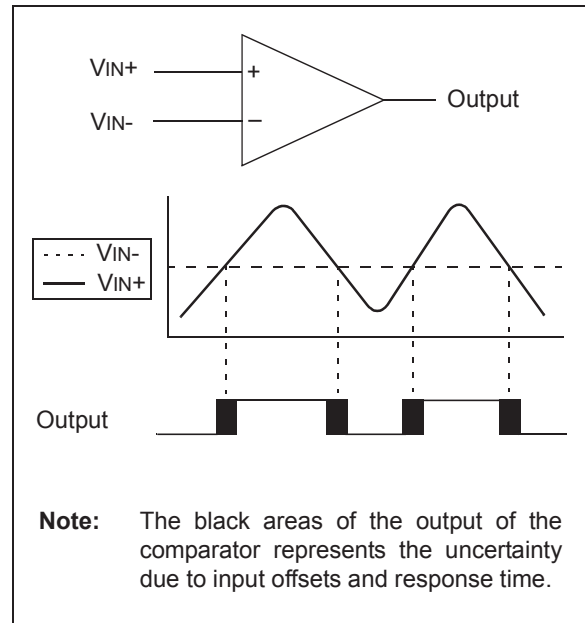 VIN+
+
Output
VIN-
–
VIN-
VIN+
Output
Note: The black areas of the output of the
comparator represents the uncertainty
due to input offsets and response time.